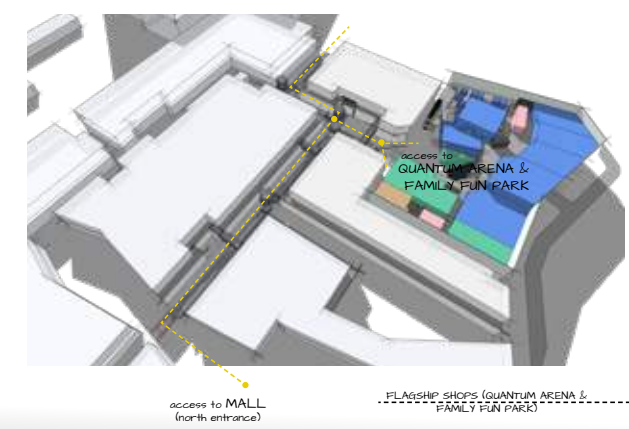 access to
QUANTUM ARENA &
FAMILY FUN PARK
access to MALL
(north entrance)
FLAGSHIP SHOPS (QUANTUM ARENA &
FAMILY FUN PARK)